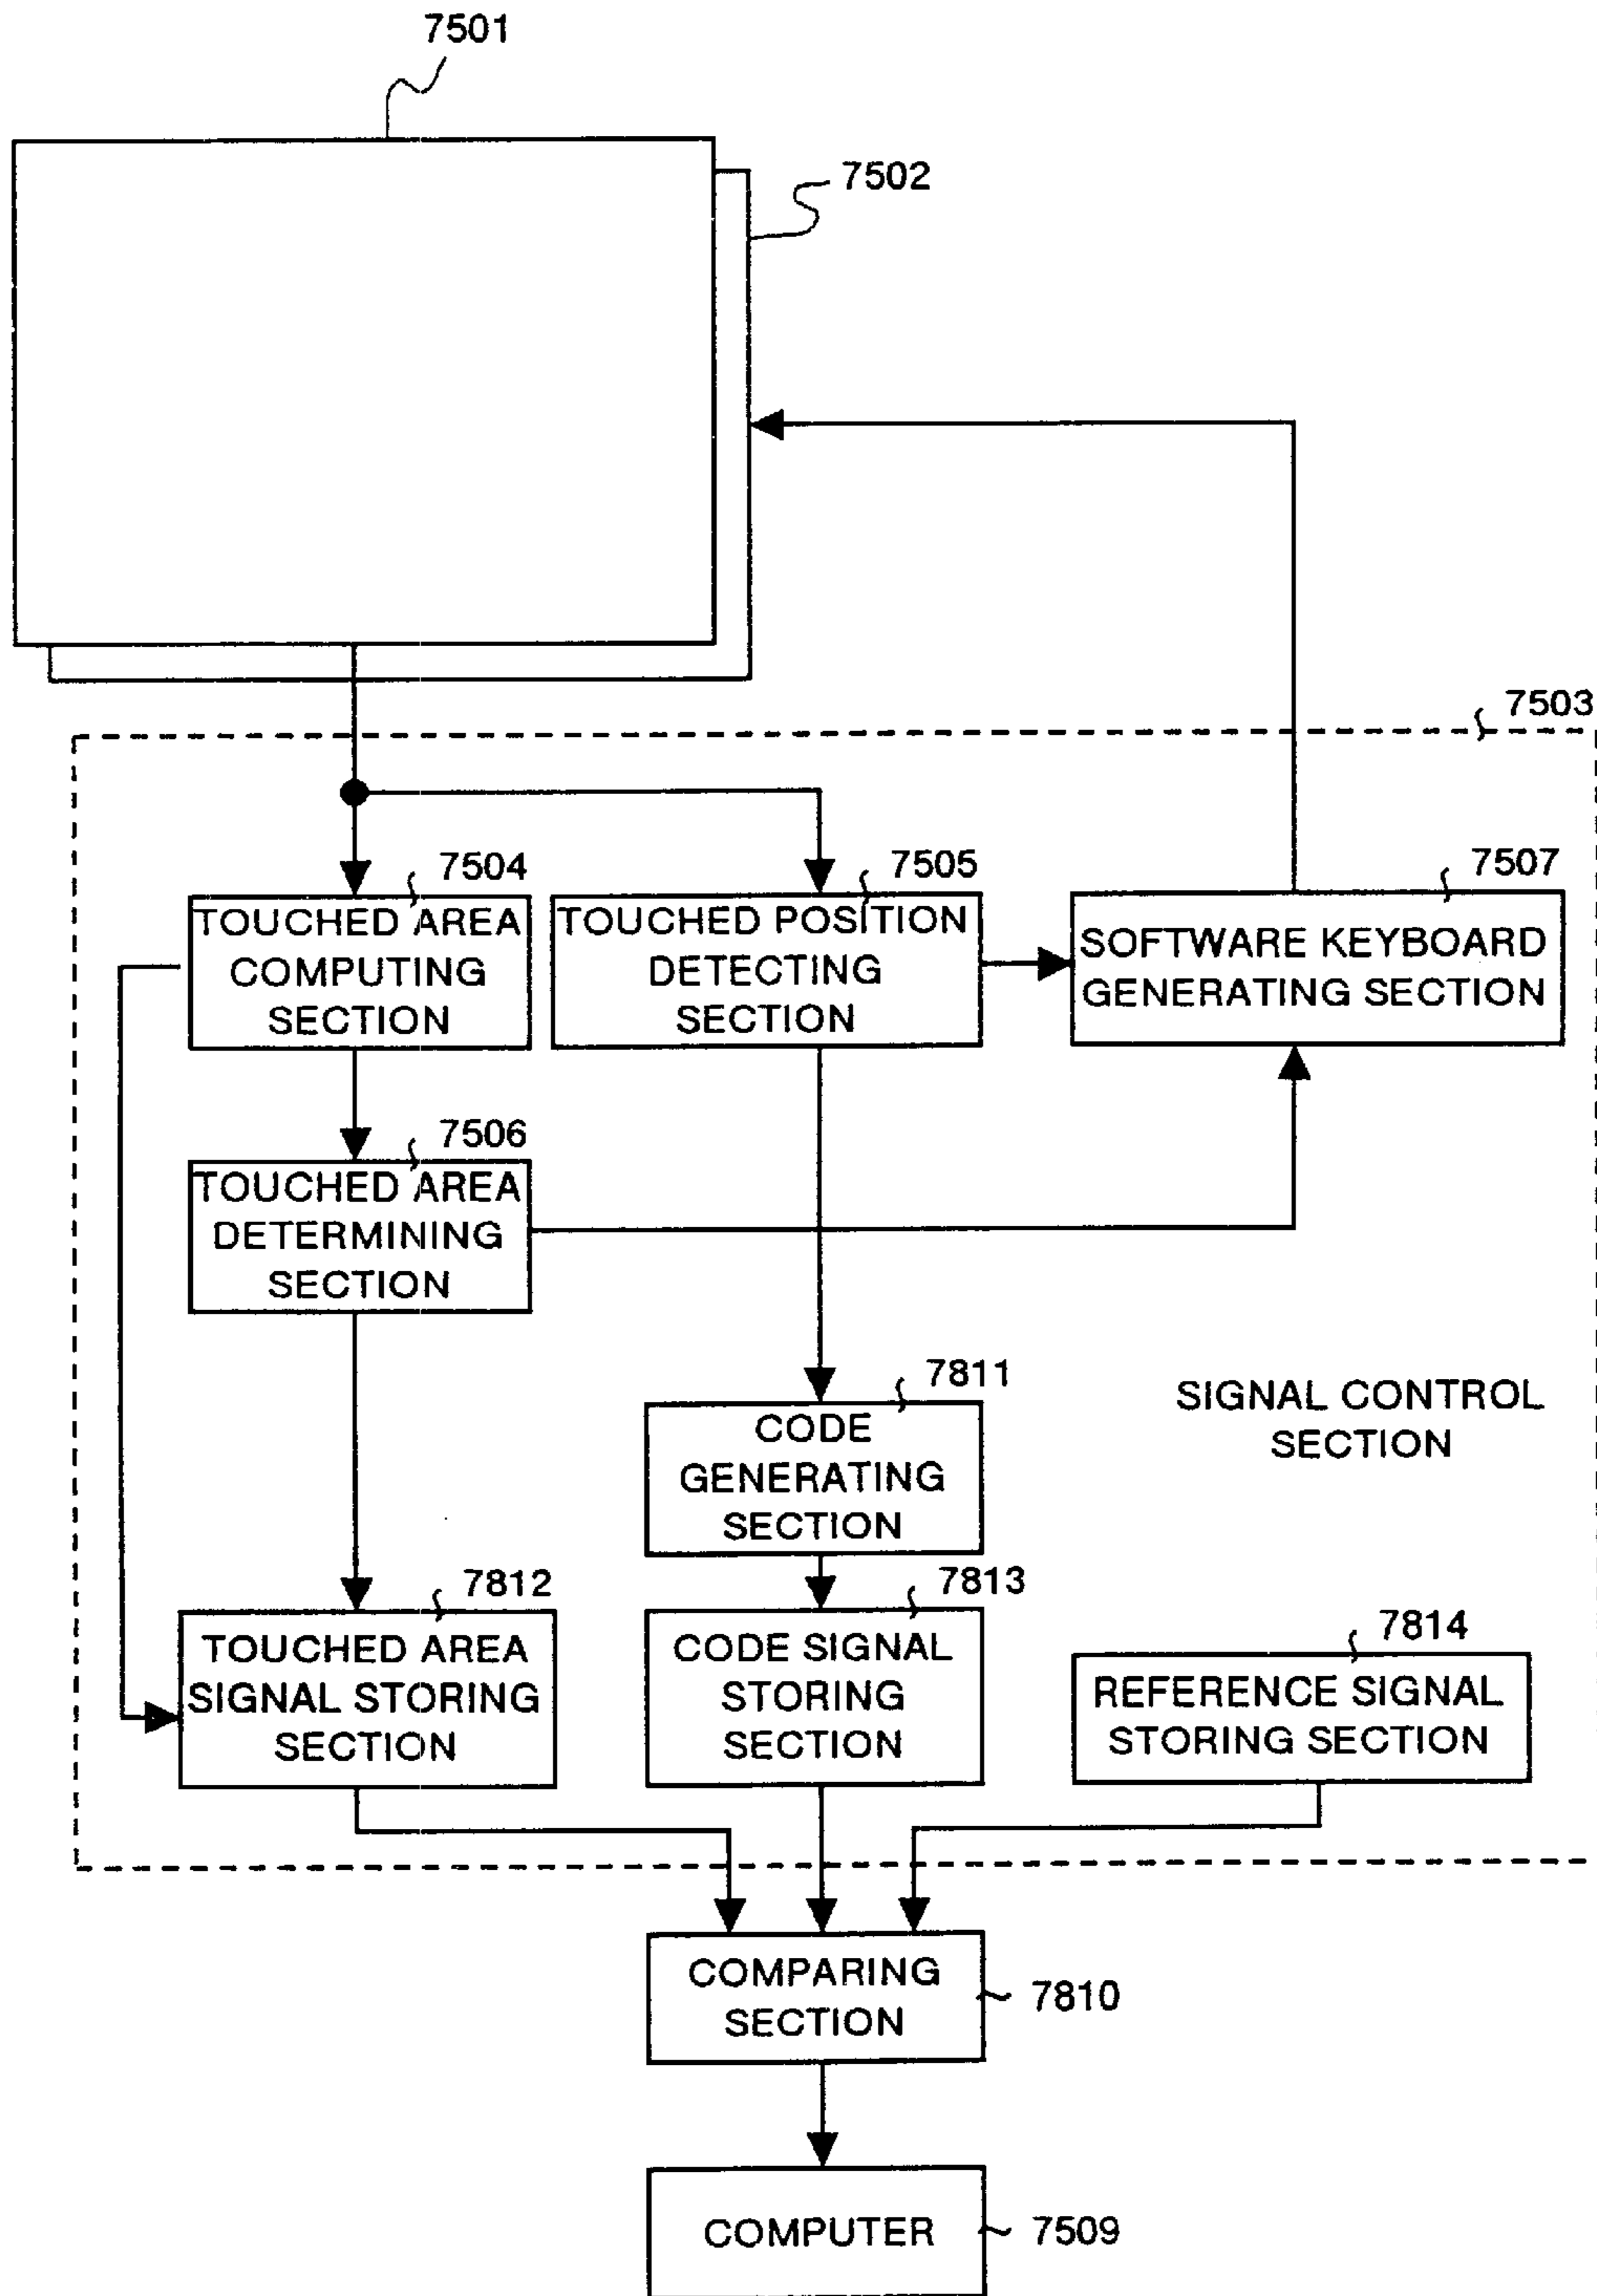 7501
7502
7503
7504
7505
7507
TOUCHED AREA
COMPUTING
SECTION
TOUCHED POSITION
DETECTING
SECTION
SOFTWARE KEYBOARD
GENERATING SECTION
7506
TOUCHED AREA
DETERMINING
SECTION
7811
CODE
GENERATING
SECTION
SIGNAL CONTROL
SECTION
7812
TOUCHED AREA
SIGNAL STORING
SECTION
7813
CODE SIGNAL
STORING
SECTION
7814
REFERENCE SIGNAL
STORING SECTION
COMPARING
SECTION
7810
COMPUTER
7509